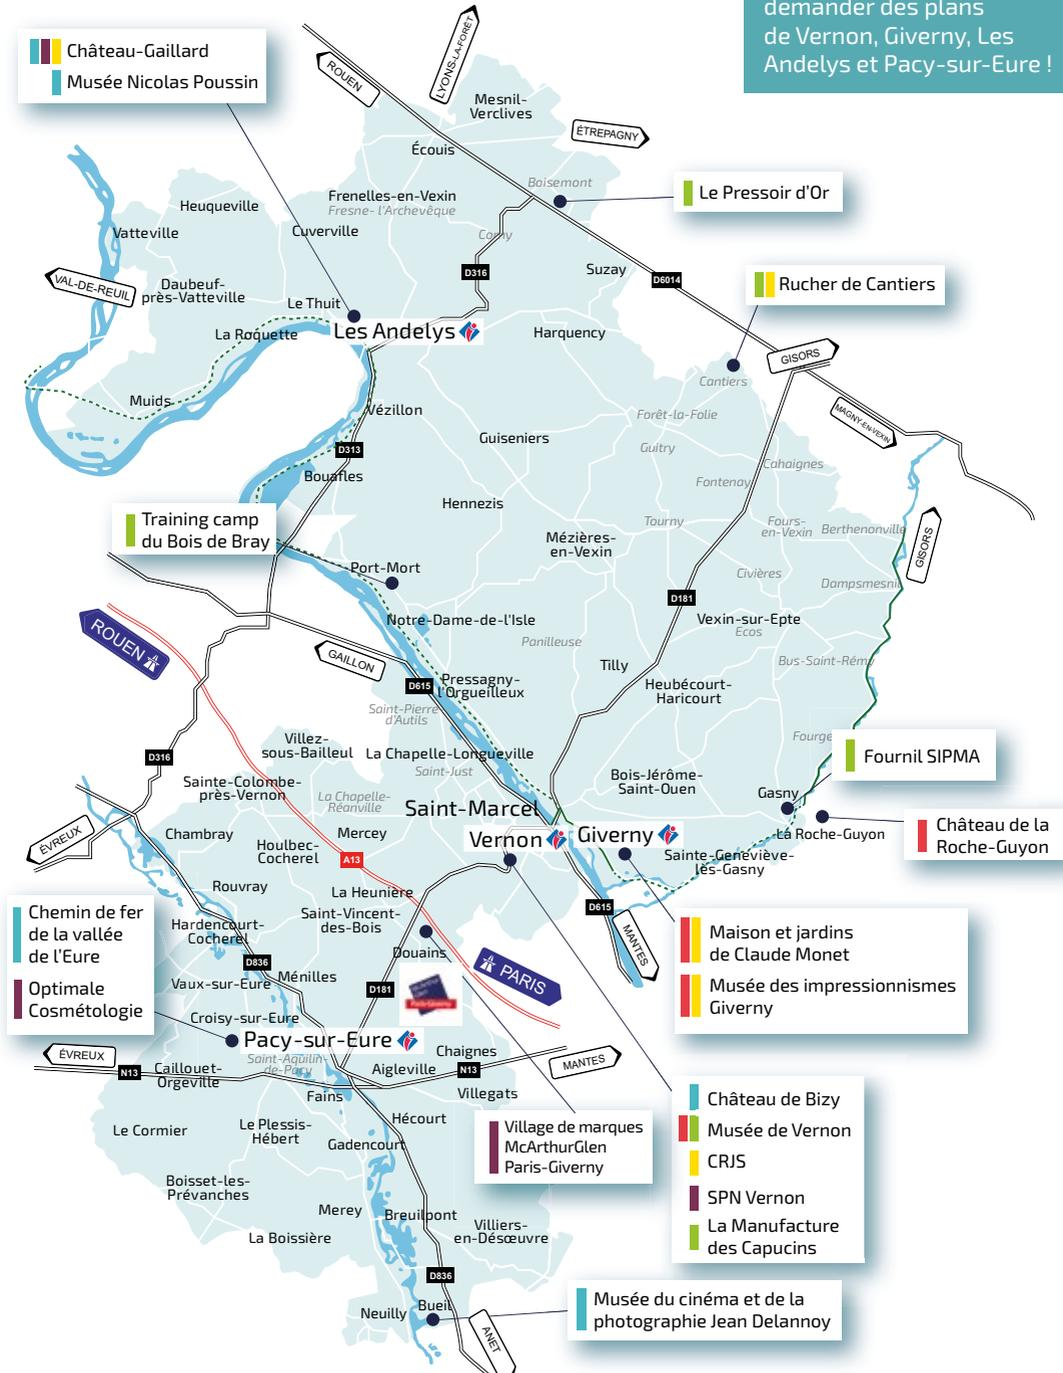 demander des plans
de Vernon, Giverny, Les
Andelys et Pacy-sur-Eure !
Château-Gaillard
Musée Nicolas Poussin
ROUEN
LYONS-LA-FORÊT
Mesnil-
Verclives
ÉTREPAGNY
Écouis
Boisemont
Le Pressoir d'Or
Frenelles-en-Vexin
Fresne- l'Archevêque
Heuqueville
Cuverville
Vatteville
Corny
Suzay
D316
D6014
Rucher de Cantiers
VAL-DE-REUIL
Daubeuf-
près-Vatteville
Le Thuit
La Roquette
Les Andelys
Harquency
GISORS
Cantiers
MAGNY-EN-VEXIN
Muids
Vézillon
Forêt-la-Folie
Guiseniers
D313
Guitry
Cahaignes
Bouafles
Fontenay
Hennezis
Training camp
du Bois de Bray
Tourny
Fours-
en-Vexin
Berthenonville
GISORS
Mézières-
en-Vexin
Port-Mort
Civières
Dampsmesnil
D181
ROUEN
Notre-Dame-de-l'Isle
Vexin-sur-Epte
Ecos
Panilleuse
GAILLON
Tilly
Bus-Saint-Rémy
D615
Pressagny-
l'Orgueilleux
Heubécourt-
Haricourt
Saint-Pierre
d'Autils
Fourge
Villez-
sous-Bailleul
La Chapelle-Longueville
D316
Saint-Just
Fournil SIPMA
Sainte-Colombe-
près-Vernon
Bois-Jérôme-
Saint-Ouen
La Chapelle-
Réanville
Gasny
Saint-Marcel
Chambray
Mercey
Vernon
Giverny
La Roche-Guyon
Château de la
Roche-Guyon
ÉVREUX
Houlbec-
Cocherel
A13
Sainte-Geneviève-
lès-Gasny
Rouvray
La Heunière
D615
Chemin de fer
de la vallée
de l'Eure
Saint-Vincent-
des-Bois
Hardencourt-
Cocherel
Maison et jardins
de Claude Monet
MANTES
Douains
D836
Ménilles
PARIS
Optimale
Cosmétologie
Vaux-sur-Eure
D181
Musée des impressionnismes
Giverny
Croisy-sur-Eure
Pacy-sur-Eure
ÉVREUX
Saint-Aquilin-
de-Pacy
Chaignes
MANTES
N13
Caillouet-
Orgeville
Aigleville
N13
Fains
Villegats
Château de Bizy
Le Cormier
Le Plessis-
Hébert
Hécourt
Village de marques
McArthurGlen
Paris-Giverny
Musée de Vernon
Gadencourt
CRJS
Boisset-les-
Prévanches
SPN Vernon
Merey
Breuilpont
Villiers-
en-Désœuvre
La Manufacture
des Capucins
La Boissière
D836
Neuilly
Bueil
Musée du cinéma et de la
photographie Jean Delannoy
ANET